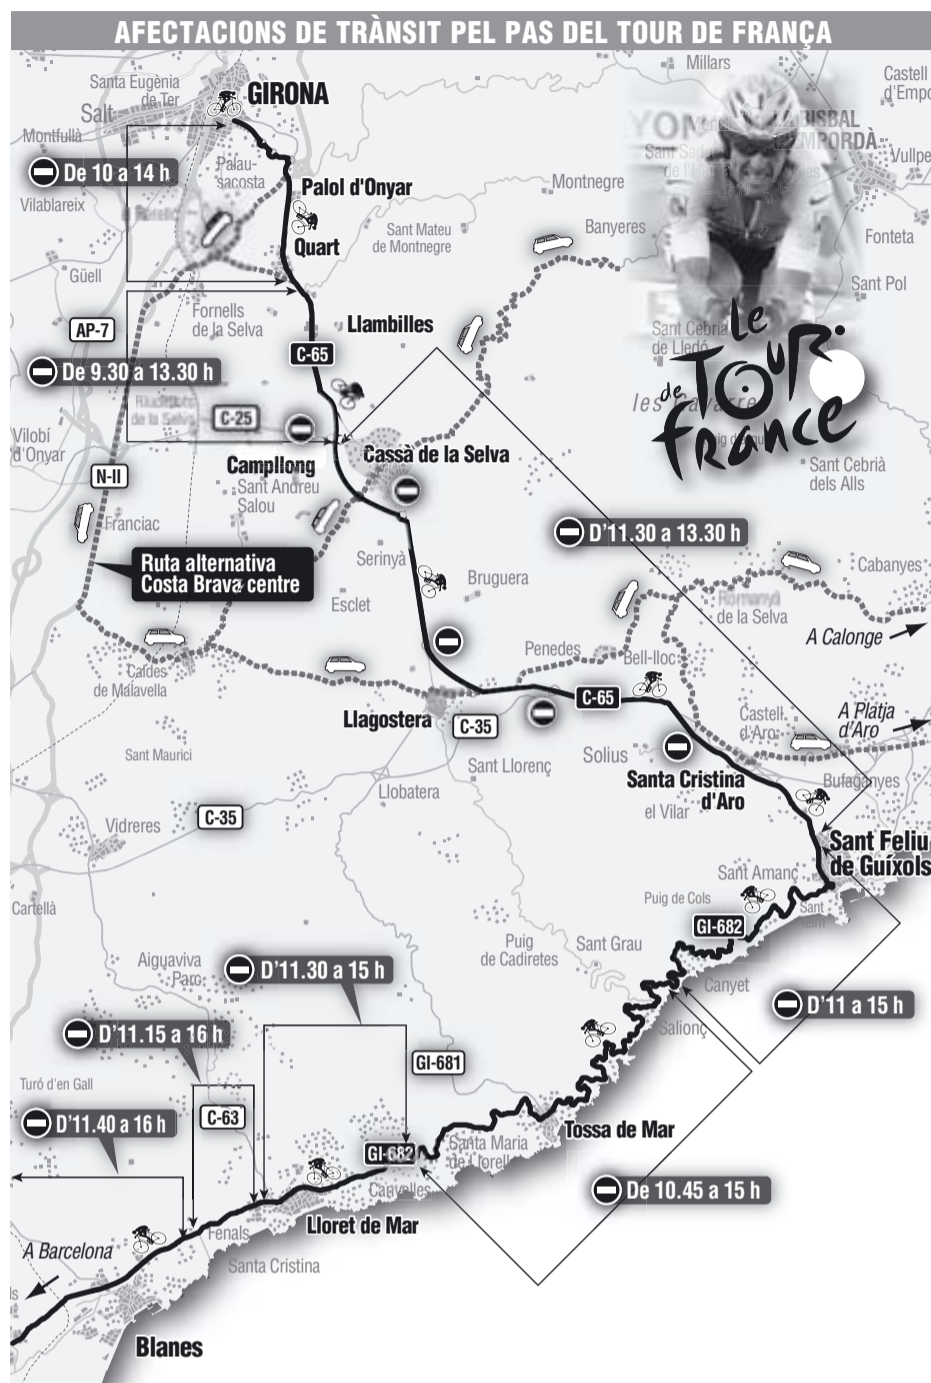 AFECTACIONS DE TRÀNSIT PEL PAS DEL TOUR DE FRANÇA
Millars
Santa Eugènia
de Ter
GIRONA
Castell
d'Empo
Salt
BISBAL
EMPORDÀ
Montfullà
Vullpe
De 10 a 14 h
Palau-
sacosta
Palol d'Onyar
Montnegre
Vilablareix
Sant Mateu
de Montnegre
Banyeres
Quart
Fonteta
Güell
Sant Pol
Fornells
de la Selva
Llambilles
AP-7
Sant Cebrià
de Lledó
Le
Tour
de
france
C-65
De 9.30 a 13.30 h
C-25
Vilobí
d'Onyar
Campllong
Cassà de la Selva
Sant Cebrià
dels Alls
N-II
Sant Andreu
Salou
Franciac
D'11.30 a 13.30 h
Ruta alternativa
Costa Brava centre
Serinyà
Bruguera
Cabanyes
Esclet
de la Selva
A Calonge
Penedes
Bell-lloc
Caldes
de Malavella
C-65
Llagostera
C-35
Castell
d'Aro
A Platja
d'Aro
Sant Maurici
Sant Llorenç
Solius
Santa Cristina
d'Aro
Bufaganyes
Llobatera
el Vilar
C-35
Vidreres
Sant Feliu
de Guíxols
Sant Amanç
Puig de Cols
Cartellà
Sant
GI-682
Puig
de Cadiretes
Sant Grau
Aiguaviva
Parc
D'11.30 a 15 h
Canyet
D'11 a 15 h
D'11.15 a 16 h
Salionç
GI-681
Turó d'en Gall
D'11.40 a 16 h
C-63
Tossa de Mar
GI-682
Santa Maria
de Llorell
Canyelles
De 10.45 a 15 h
Lloret de Mar
Fenals
A Barcelona
Santa Cristina
Blanes